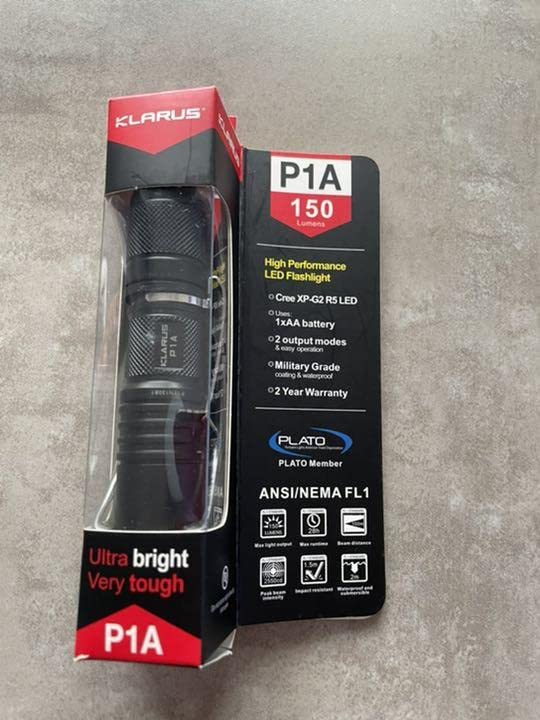 KLARUS
KLARUS
KLARUS
P1A
Ultra bright
Very tough
P1A
P1A
150
Lumens
High Performance
LED Flashlight
Cree XP-G2 R5 LED
Uses:
1xAA battery
2 output modes
& easy operation
Military Grade
coating & waterproof
2 Year Warranty
PLATO
PLATO Member
ANSI/NEMA FL1
150 LUMENS
28h
Max light output
Max runtime
Beam distance
2550cd
1.5m
2m
Peak beam intensity
Impact resistant
Waterproof and submersible